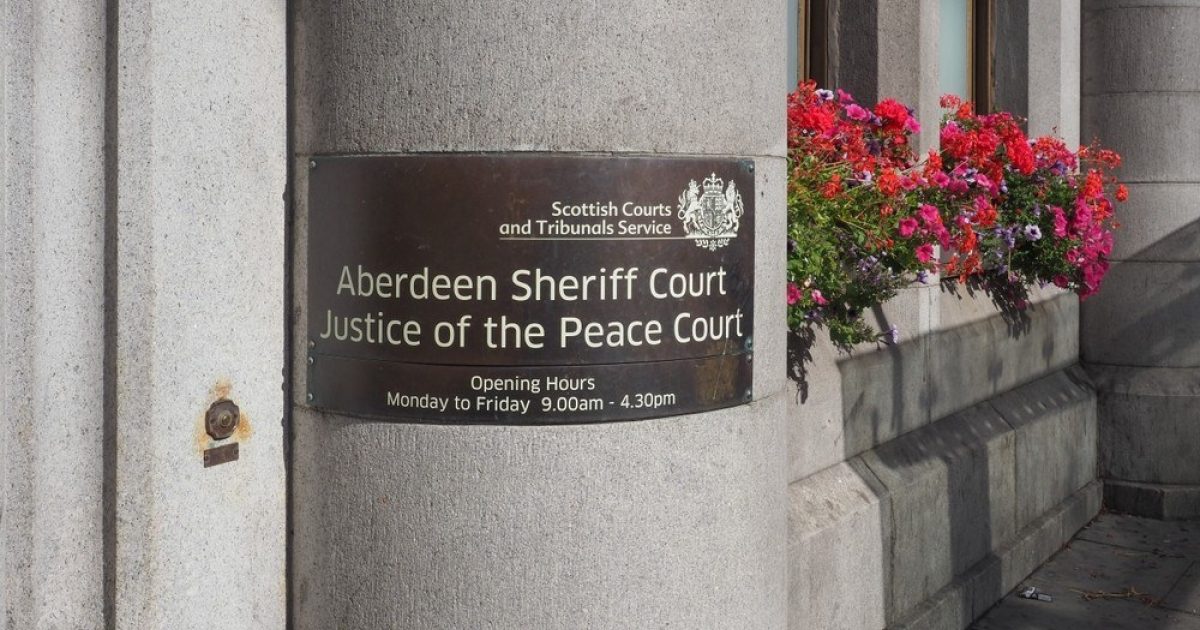 Scottish Courts
and Tribunals Service
Aberdeen Sheriff Court
Justice of the Peace Court
Opening Hours
Monday to Friday 9.00am - 4.30pm